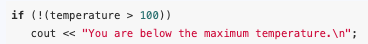 if (!(temperature > 100))
   cout << "You are below the maximum temperature.\n";